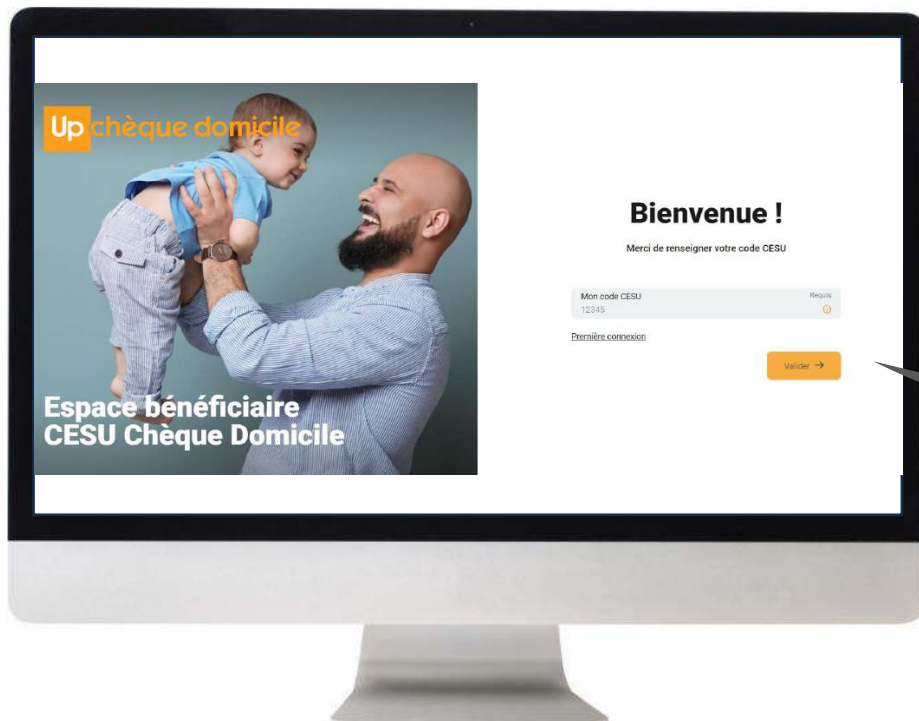 Up chèque domicile
Espace bénéficiaire
CESU Chèque Domicile
Bienvenue !
Merci de renseigner votre code CESU
Mon code CESU
Requis
12345
Première connexion
Valider →